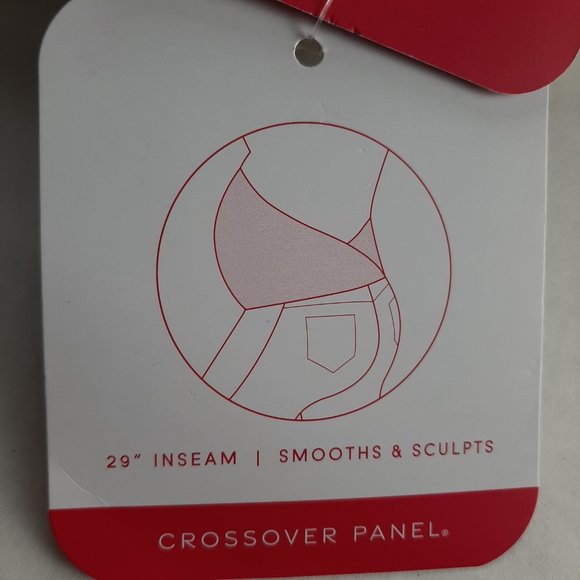 29" INSEAM | SMOOTHS & SCULPTS
CROSSOVER PANEL®